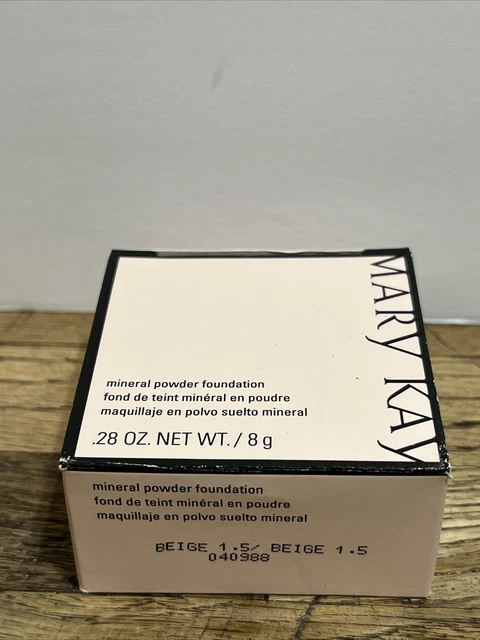 MARY KAY
mineral powder foundation
fond de teint minéral en poudre
maquillaje en polvo suelto mineral
.28 OZ. NET WT. / 8 g
mineral powder foundation
fond de teint minéral en poudre
maquillaje en polvo suelto mineral
BEIGE 1.5/ BEIGE 1.5
040988